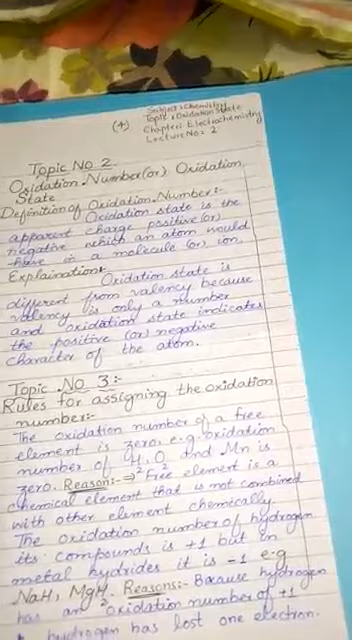 (4)
Subject:Chemistry
Topic:Oxidation State
Chapter: Electrochemistry
Lecture No: 2
Topic No 2
Oxidation Number (or) Oxidation
State
Definition of Oxidation Number:-
Oxidation state is the
apparent charge positive (or)
negative which an atom would
have in a molecule (or) ion.
Explaination:-
Oxidation state is
different from valency because
valency is only a number
and oxidation state indicates
the positive (or) negative
character of the atom.
Topic No 3:-
Rules for assigning the oxidation
number:-
The oxidation number of a free
element is zero. e.g. oxidation
number of H2, O2 and Mn is
zero. Reason:-⇒ Free element is a
chemical element that is not combined
with other element chemically.
The oxidation number of hydrogen
in its compounds is +1 but in
metal hydrides it is -1 e.g
NaH, MgH2. Reasons:- Because hydrogen
has an oxidation number of +1
hydrogen has lost one electron.